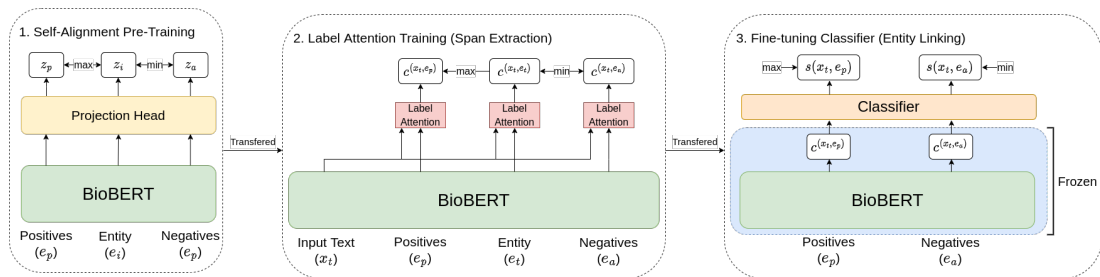 1. Self-Alignment Pre-Training
z_p max z_i min z_a
Projection Head
BioBERT
Positives Entity Negatives
(e_p) (e_i) (e_p)
Transfered
2. Label Attention Training (Span Extraction)
c^(x_t,e_p) max c^(x_t,e_t) min c^(x_t,e_a)
Label Attention Label Attention Label Attention
BioBERT
Input Text Positives Entity Negatives
(x_t) (e_p) (e_t) (e_a)
Transfered
3. Fine-tuning Classifier (Entity Linking)
max s(x_t, e_p) s(x_t, e_a) min
Classifier
c^(x_t,e_p) c^(x_t,e_a)
BioBERT
Frozen
Positives Negatives
(e_p) (e_a)